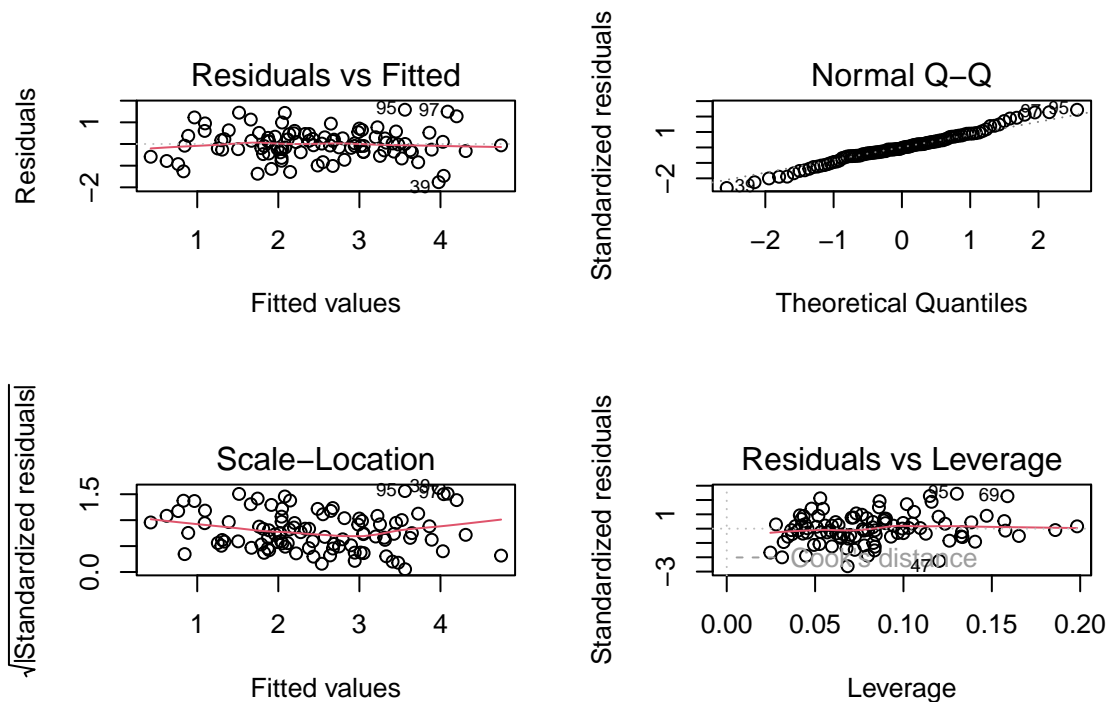 Residuals vs Fitted
Residuals
1
−2
95
97
39
1
2
3
4
Fitted values
Normal Q−Q
Standardized residuals
1
−2
39
97
95
−2
−1
0
1
2
Theoretical Quantiles
Scale−Location
√|Standardized residuals|
1.5
0.0
95
39
97
1
2
3
4
Fitted values
Residuals vs Leverage
Standardized residuals
1
−3
95
69
47
Cook's distance
0.00
0.05
0.10
0.15
0.20
Leverage